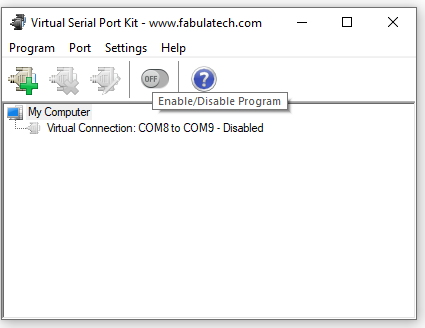 Virtual Serial Port Kit - www.fabulatech.com
Program Port Settings Help
OFF
?
Enable/Disable Program
My Computer
Virtual Connection: COM8 to COM9 - Disabled